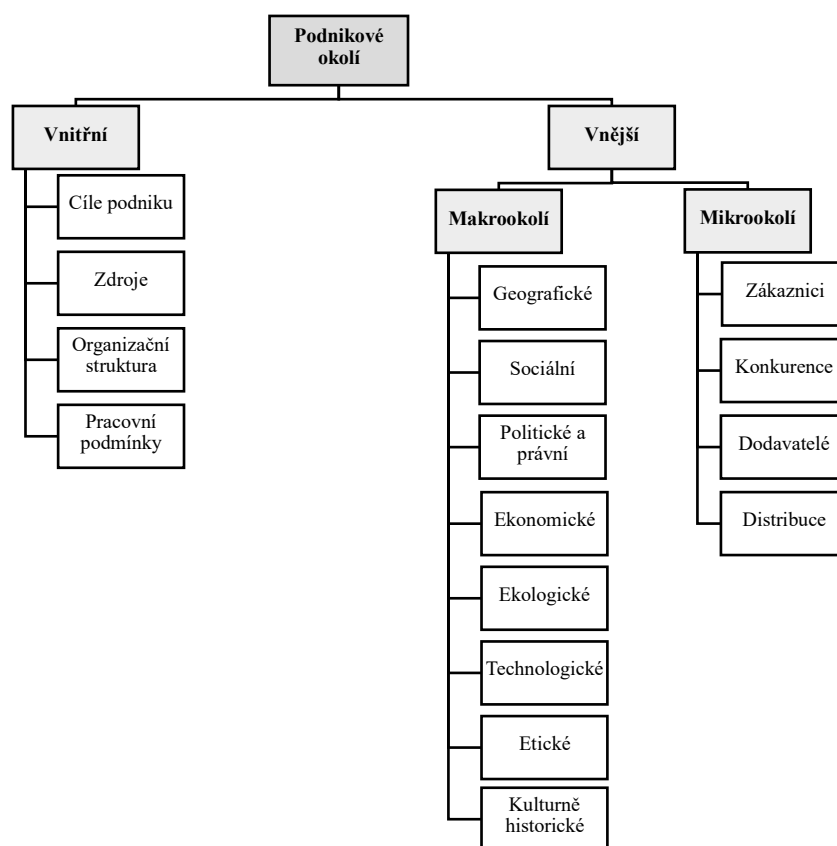 Podnikové
okolí
Vnitřní
Vnější
Cíle podniku
Zdroje
Organizační
struktura
Pracovní
podmínky
Makrookolí
Mikrookolí
Geografické
Sociální
Politické a
právní
Ekonomické
Ekologické
Technologické
Etické
Kulturně
historické
Zákaznici
Konkurence
Dodavatelé
Distribuce